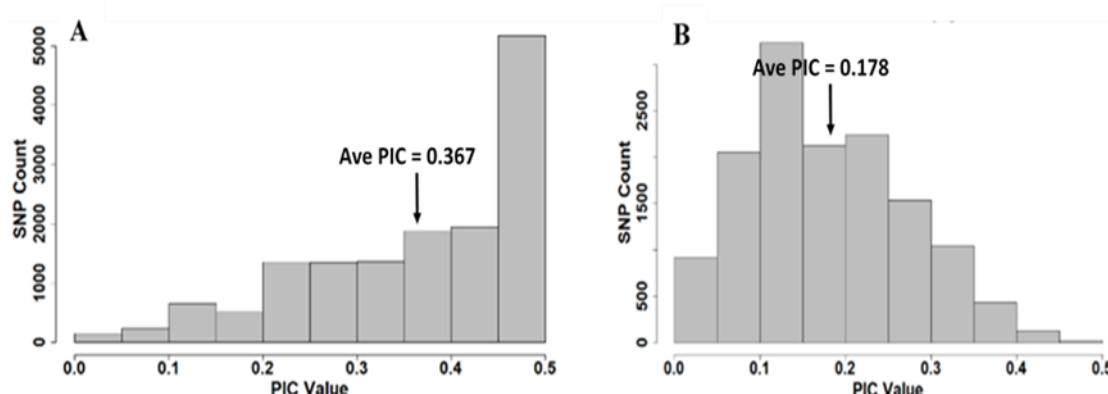 A
Ave PIC = 0.367
SNP Count
0
1000
2000
3000
4000
5000
0.0 0.1 0.2 0.3 0.4 0.5
PIC Value
B
Ave PIC = 0.178
SNP Count
0
500
1500
2500
0.0 0.1 0.2 0.3 0.4
PIC Value